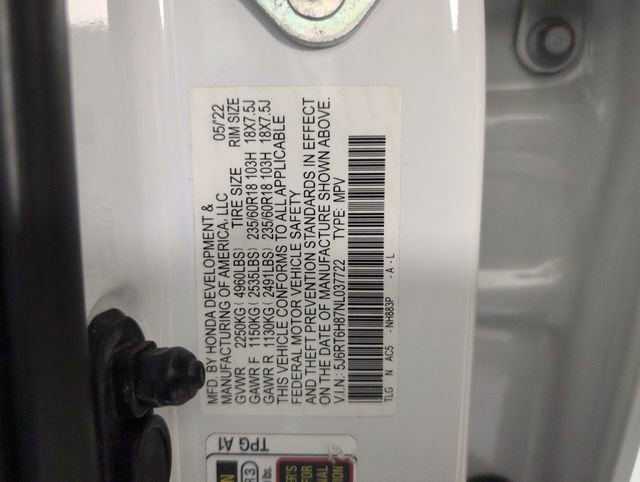 MFD. BY HONDA DEVELOPMENT &
MANUFACTURING OF AMERICA, LLC 05/'22
GVWR 2250KG ( 4960LBS) TIRE SIZE RIM SIZE
GAWR F 1150KG ( 2535LBS) 235/60R18 103H 18X7.5J
GAWR R 1130KG ( 2491LBS) 235/60R18 103H 18X7.5J
THIS VEHICLE CONFORMS TO ALL APPLICABLE
FEDERAL MOTOR VEHICLE SAFETY
AND THEFT PREVENTION STANDARDS IN EFFECT
ON THE DATE OF MANUFACTURE SHOWN ABOVE.
V.I.N.: 5J6RT6H87NL037722 TYPE: MPV
TLG N AC5 -NH883P -A-L
TPG A1